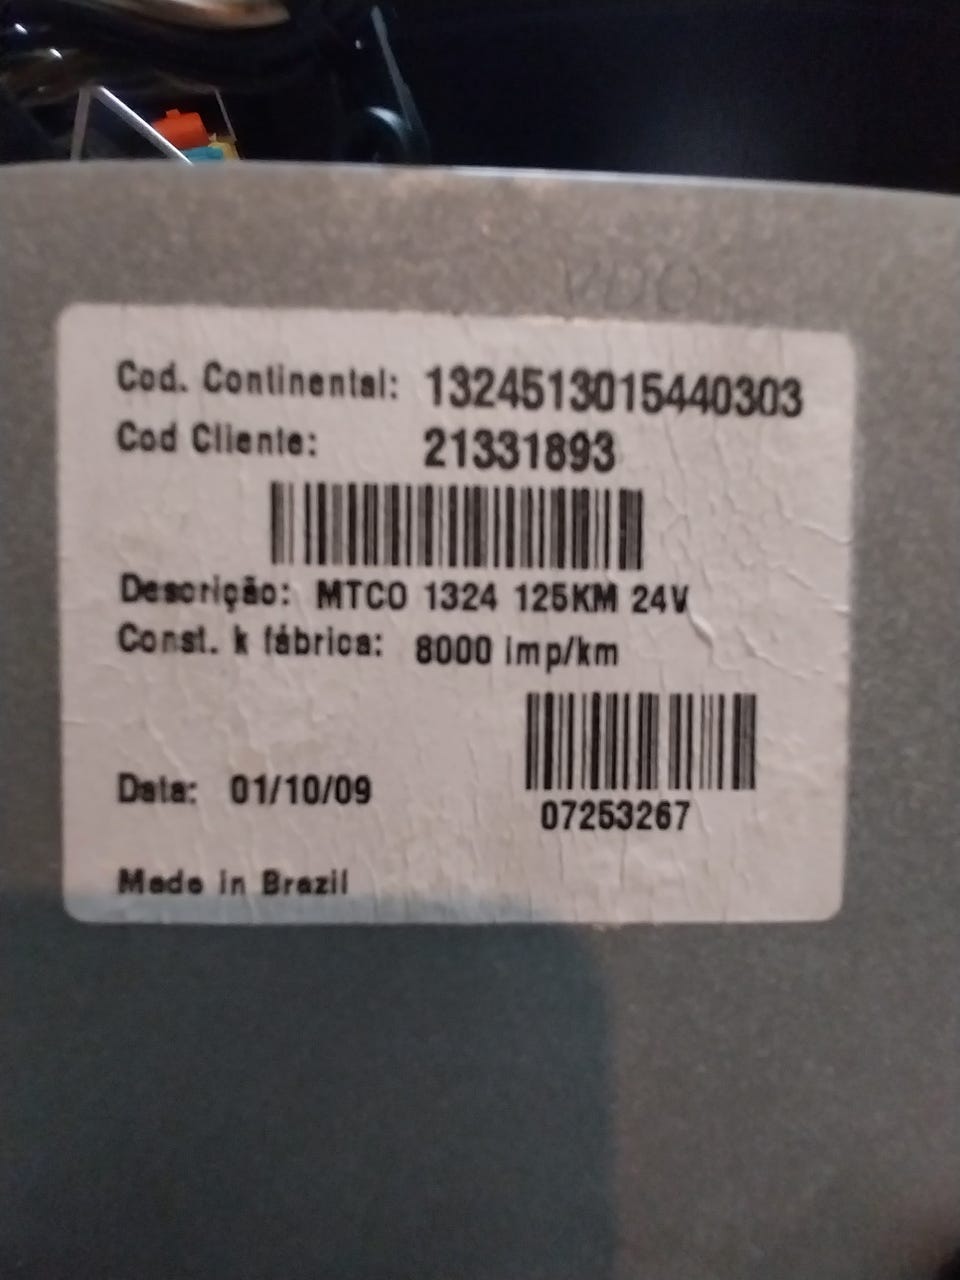 VDO
Cod. Continental: 1324513015440303
Cod Cliente: 21331893
Descrição: MTCO 1324 125KM 24V
Const. k fábrica: 8000 imp/km
07253267
Data: 01/10/09
Made in Brazil